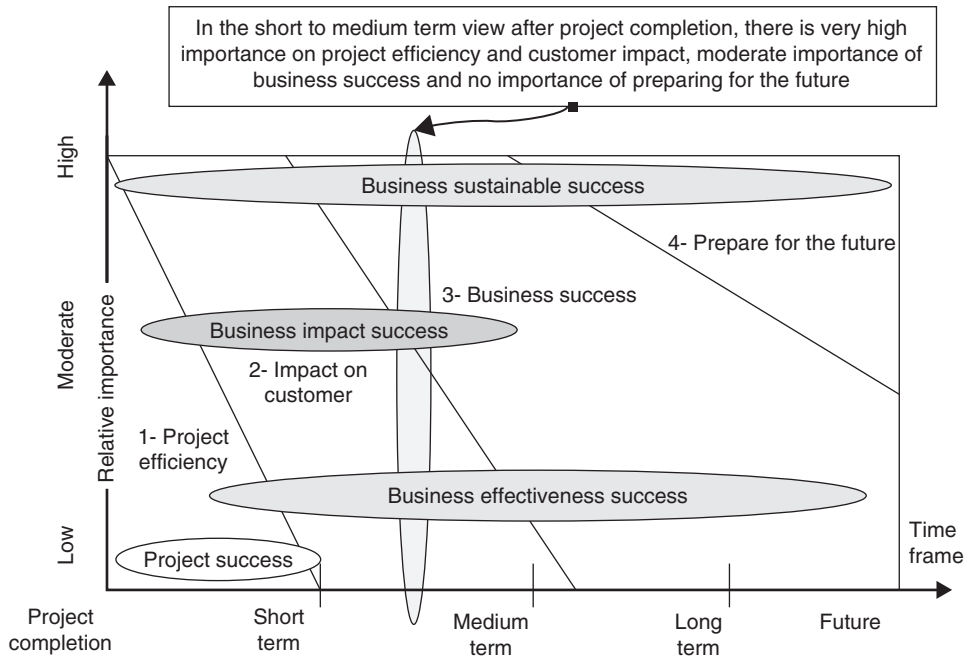 In the short to medium term view after project completion, there is very high
importance on project efficiency and customer impact, moderate importance of
business success and no importance of preparing for the future
High
Business sustainable success
4- Prepare for the future
3- Business success
Moderate
Relative importance
Business impact success
2- Impact on
customer
1- Project
efficiency
Business effectiveness success
Low
Project success
Time
frame
Project
completion
Short
term
Medium
term
Long
term
Future